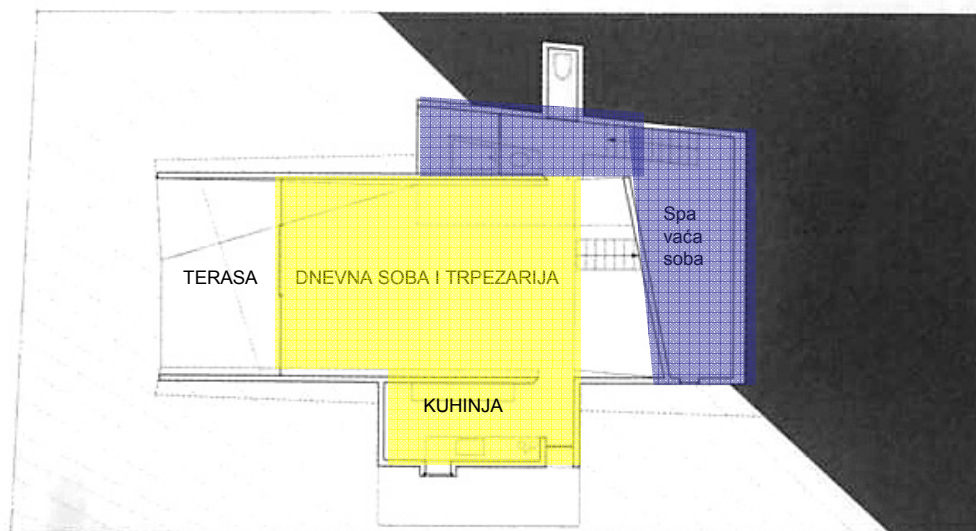 Spa
vaća
soba
TERASA
DNEVNA SOBA I TRPEZARIJA
KUHINJA